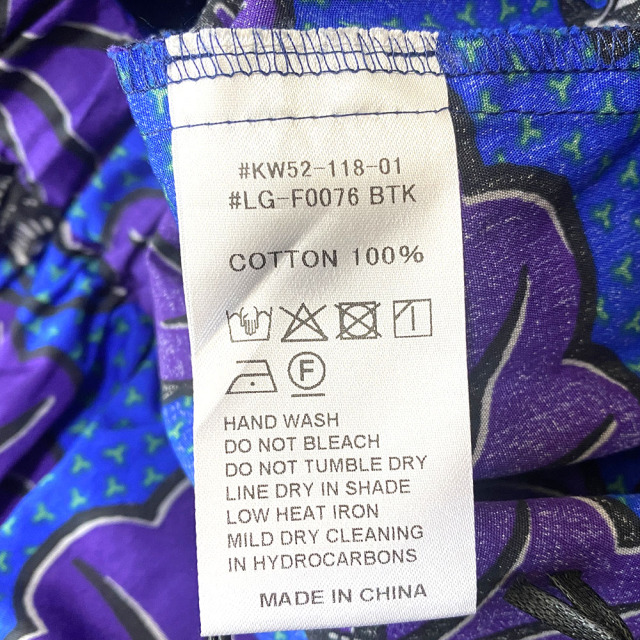 #KW52-118-01
#LG-F0076 BTK
COTTON 100%
F
HAND WASH
DO NOT BLEACH
DO NOT TUMBLE DRY
LINE DRY IN SHADE
LOW HEAT IRON
MILD DRY CLEANING
IN HYDROCARBONS
MADE IN CHINA